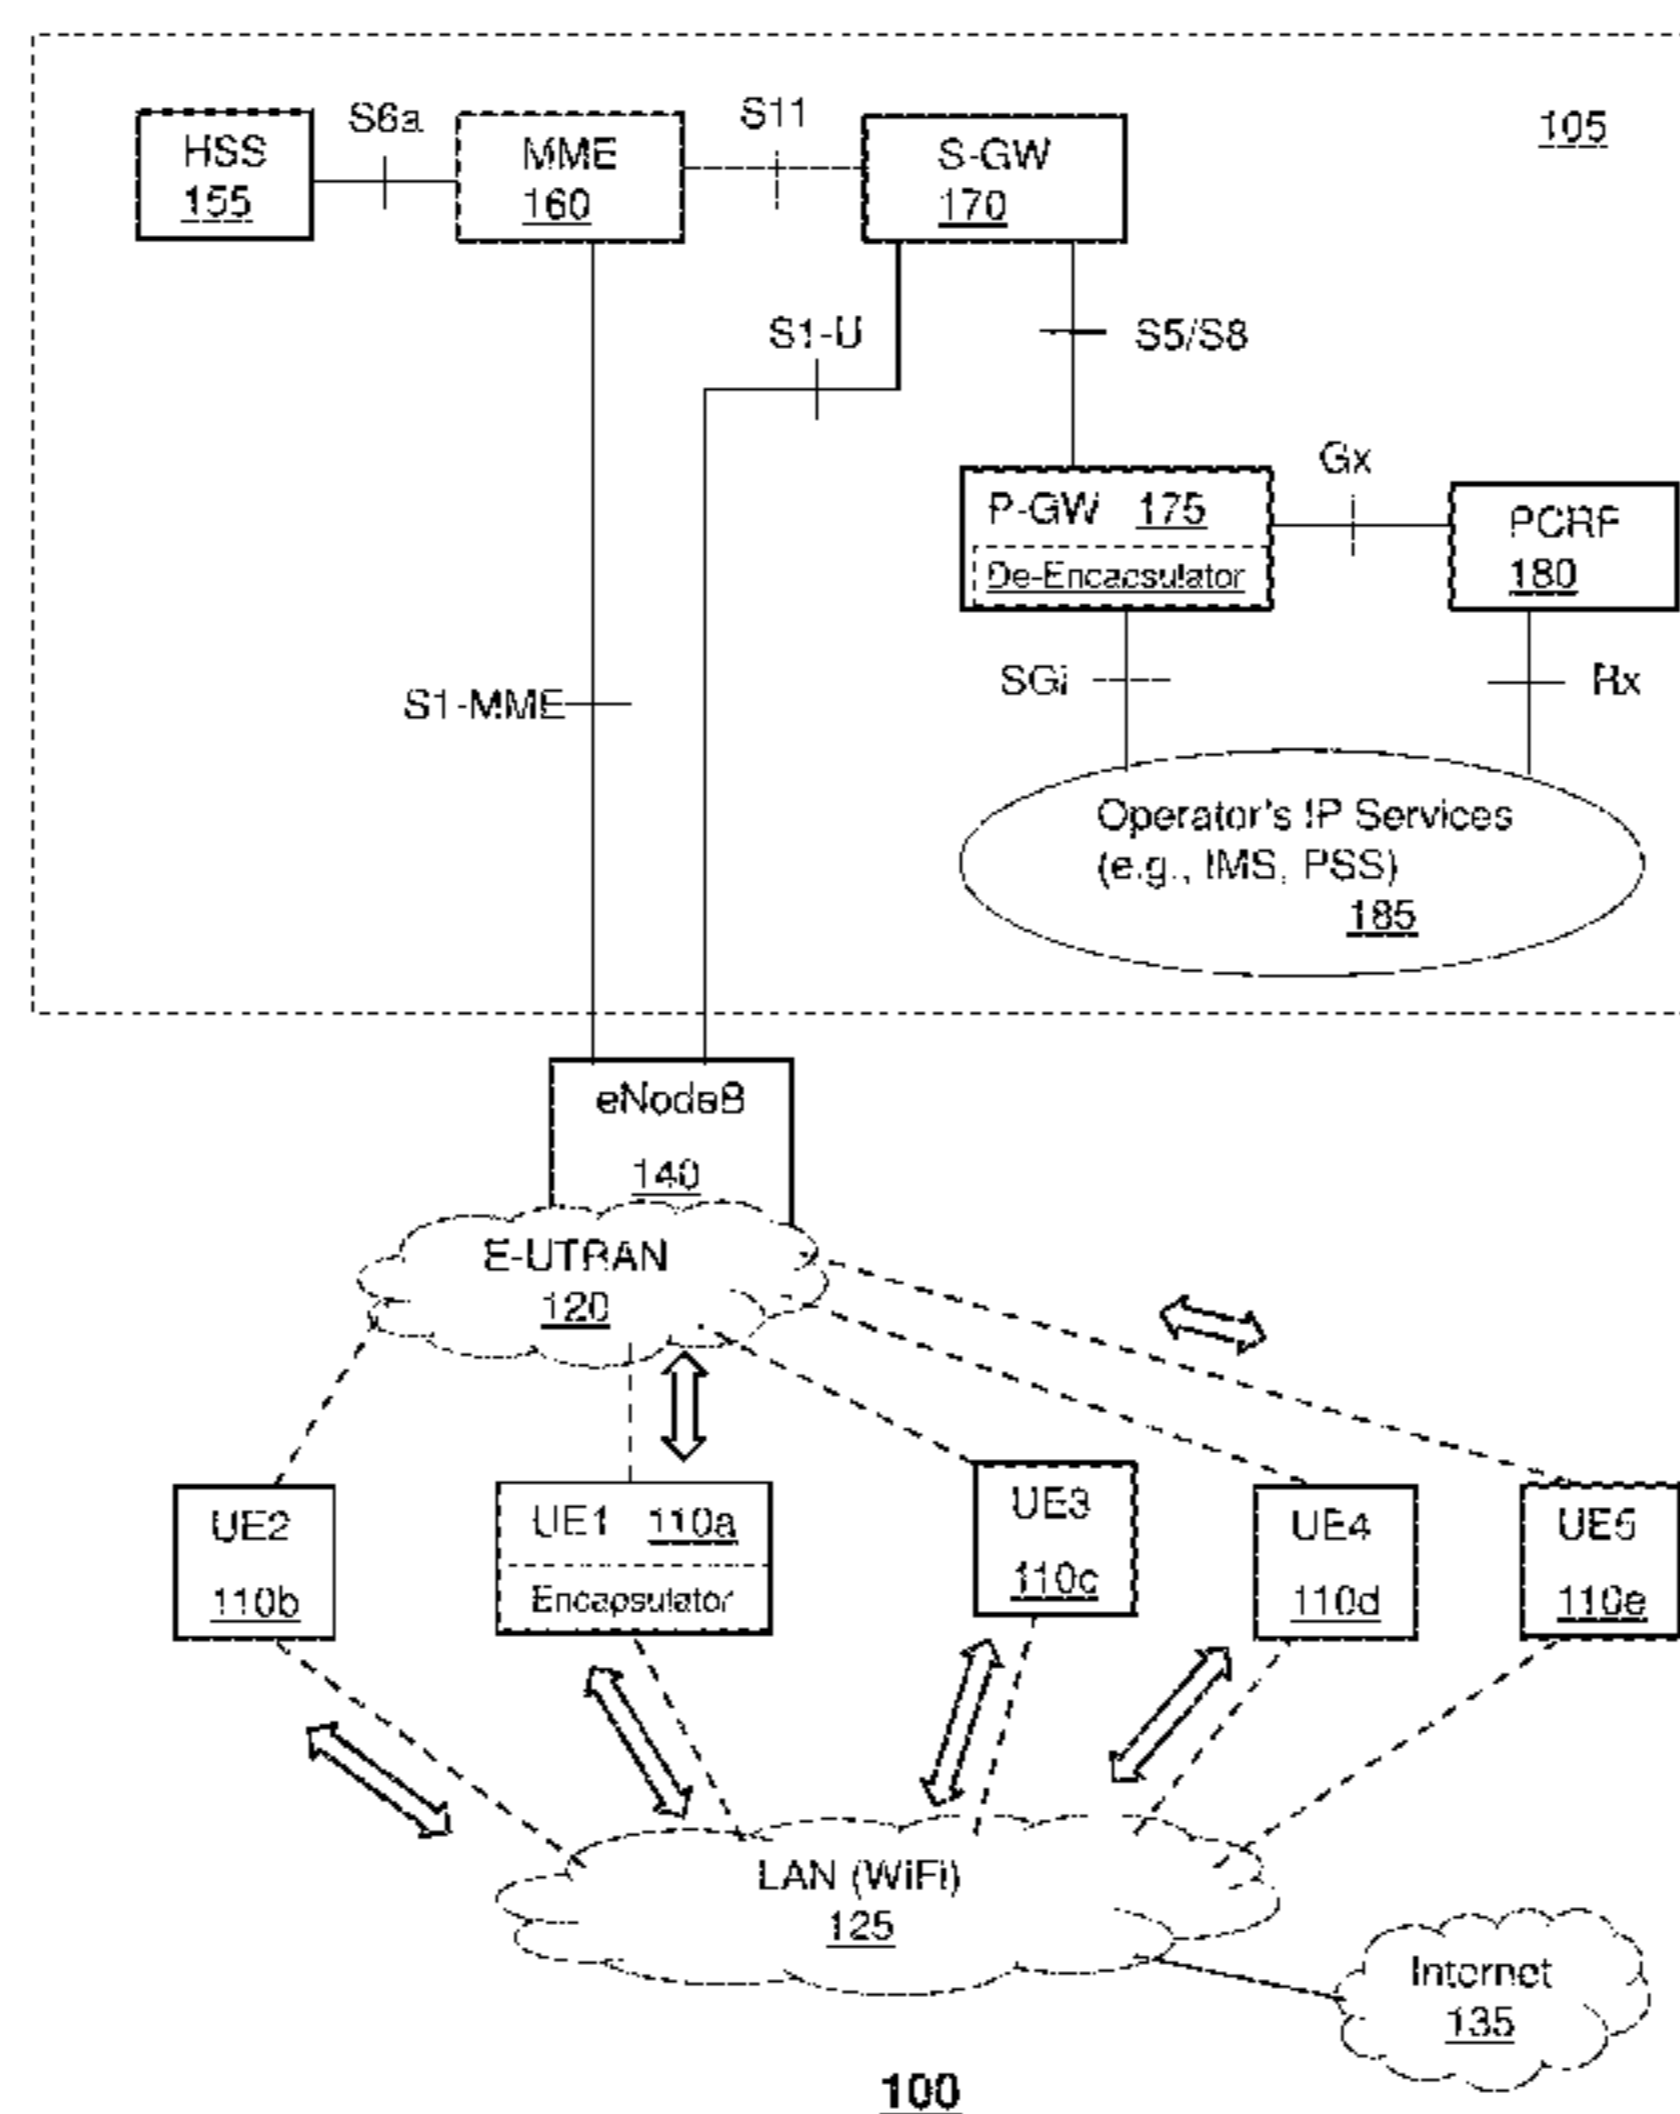 105
S6a
S11
HSS
155
MME
160
S-GW
170
S1-U
S5/S8
Gx
P-GW 175
De-Encapsulator
PCRF
180
SGi
Rx
S1-MME
Operator's IP Services
(e.g., IMS, PSS)
185
eNodeB
140
E-UTRAN
120
UE2
110b
UE1 110a
Encapsulator
UE3
110c
UE4
110d
UE5
110e
LAN (WiFi)
125
Internet
135
100